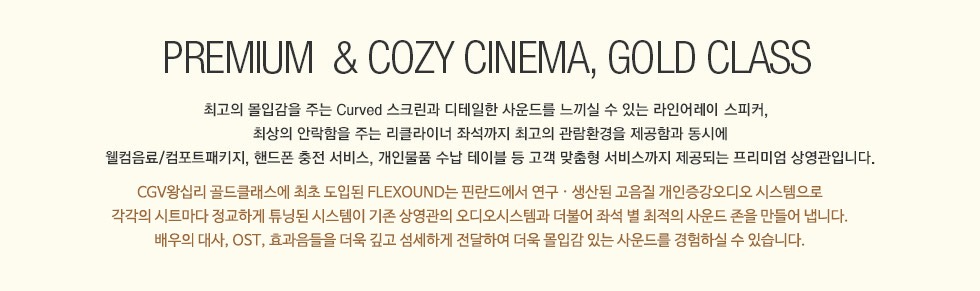 PREMIUM & COZY CINEMA, GOLD CLASS
최고의 몰입감을 주는 Curved 스크린과 디테일한 사운드를 느끼실 수 있는 라인어레이 스피커,
최상의 안락함을 주는 리클라이너 좌석까지 최고의 관람환경을 제공함과 동시에
웰컴음료/컴포트패키지, 핸드폰 충전 서비스, 개인물품 수납 테이블 등 고객 맞춤형 서비스까지 제공되는 프리미엄 상영관입니다.
CGV왕십리 골드클래스에 최초 도입된 FLEXOUND는 핀란드에서 연구 · 생산된 고음질 개인증강오디오 시스템으로
각각의 시트마다 정교하게 튜닝된 시스템이 기존 상영관의 오디오시스템과 더불어 좌석 별 최적의 사운드 존을 만들어 냅니다.
배우의 대사, OST, 효과음들을 더욱 깊고 섬세하게 전달하여 더욱 몰입감 있는 사운드를 경험하실 수 있습니다.